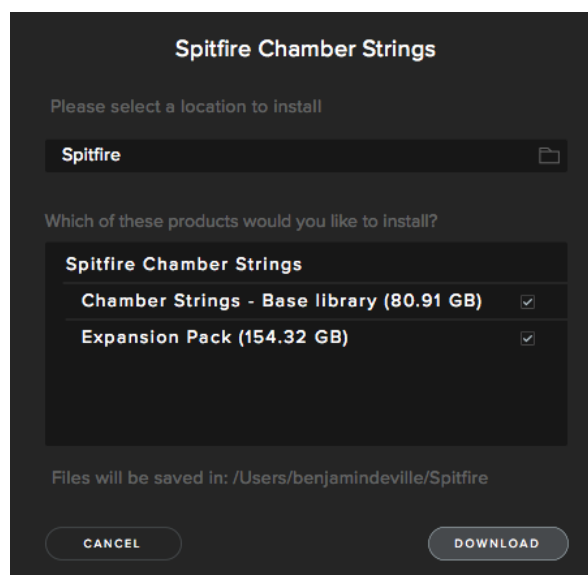 Spitfire Chamber Strings
Please select a location to install
Spitfire
Which of these products would you like to install?
Spitfire Chamber Strings
Chamber Strings - Base library (80.91 GB)
Expansion Pack (154.32 GB)
Files will be saved in: /Users/benjamindeville/Spitfire
CANCEL
DOWNLOAD